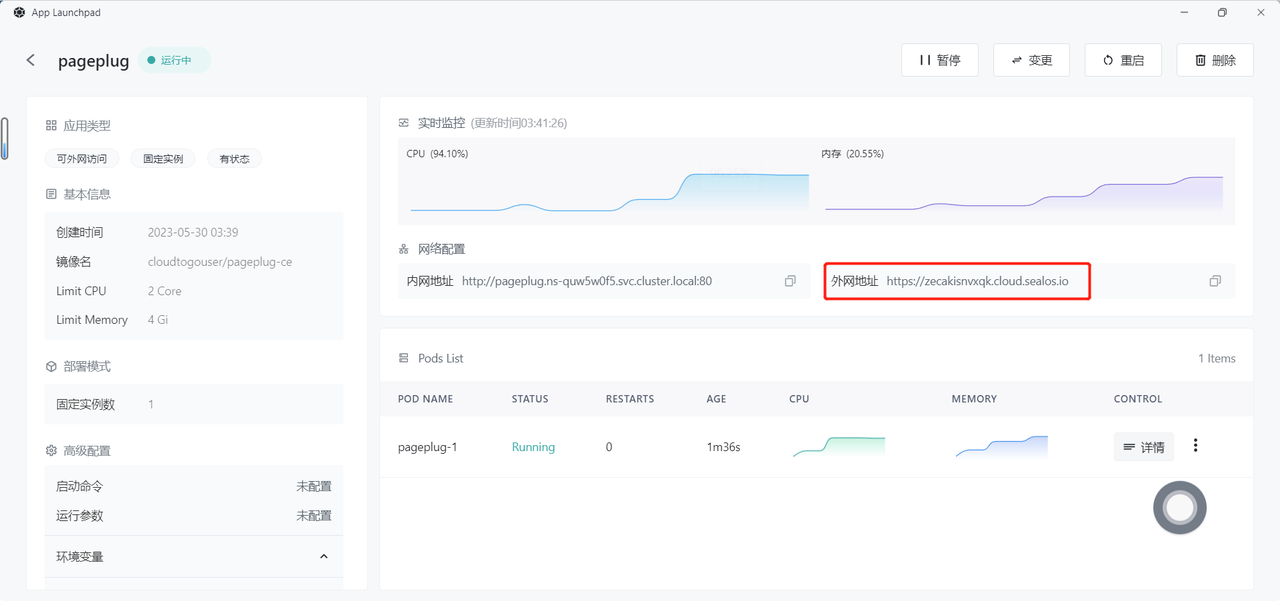 App Launchpad
pageplug 运行中
暂停 变更 重启 删除
应用类型
可外网访问 固定实例 有状态
基本信息
创建时间 2023-05-30 03:39
镜像名 cloudtogouser/pageplug-ce
Limit CPU 2 Core
Limit Memory 4 Gi
部署模式
固定实例数 1
高级配置
启动命令 未配置
运行参数 未配置
环境变量
实时监控 (更新时间03:41:26)
CPU (94.10%) 内存 (20.55%)
网络配置
内网地址 http://pageplug.ns-quw5w0f5.svc.cluster.local:80 外网地址 https://zecakisnvxqk.cloud.sealos.io
Pods List 1 Items
POD NAME STATUS RESTARTS AGE CPU MEMORY CONTROL
pageplug-1 Running 0 1m36s 详情